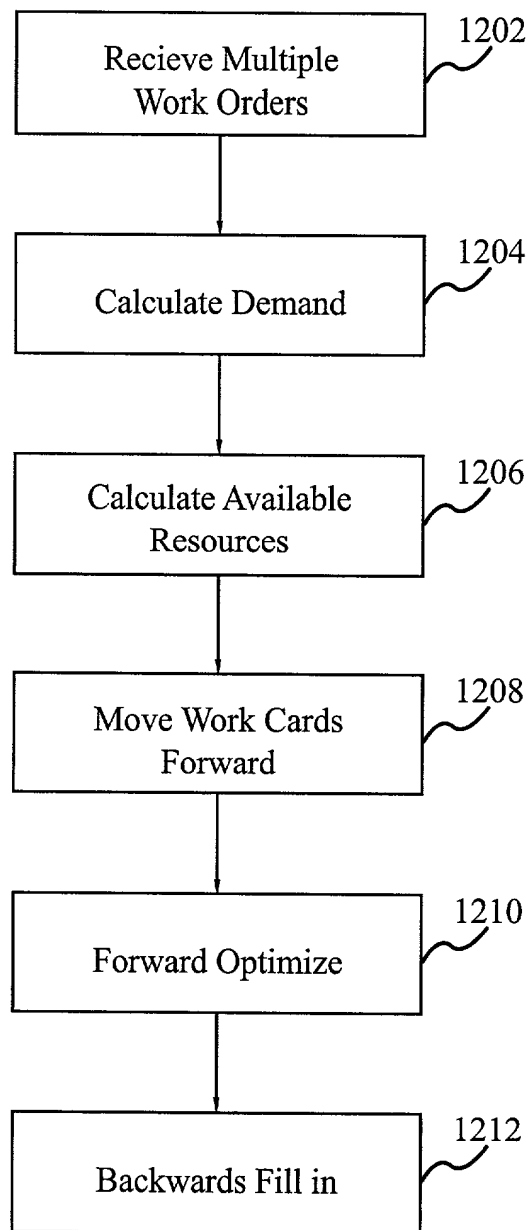 1202
Recieve Multiple
Work Orders
1204
Calculate Demand
1206
Calculate Available
Resources
1208
Move Work Cards
Forward
1210
Forward Optimize
1212
Backwards Fill in